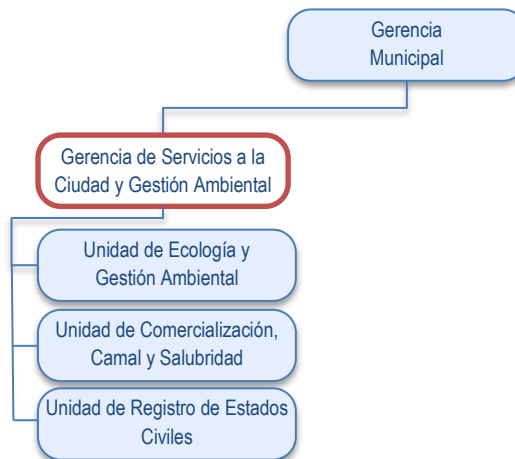 Gerencia
Municipal
Gerencia de Servicios a la
Ciudad y Gestión Ambiental
Unidad de Ecología y
Gestión Ambiental
Unidad de Comercialización,
Camal y Salubridad
Unidad de Registro de Estados
Civiles